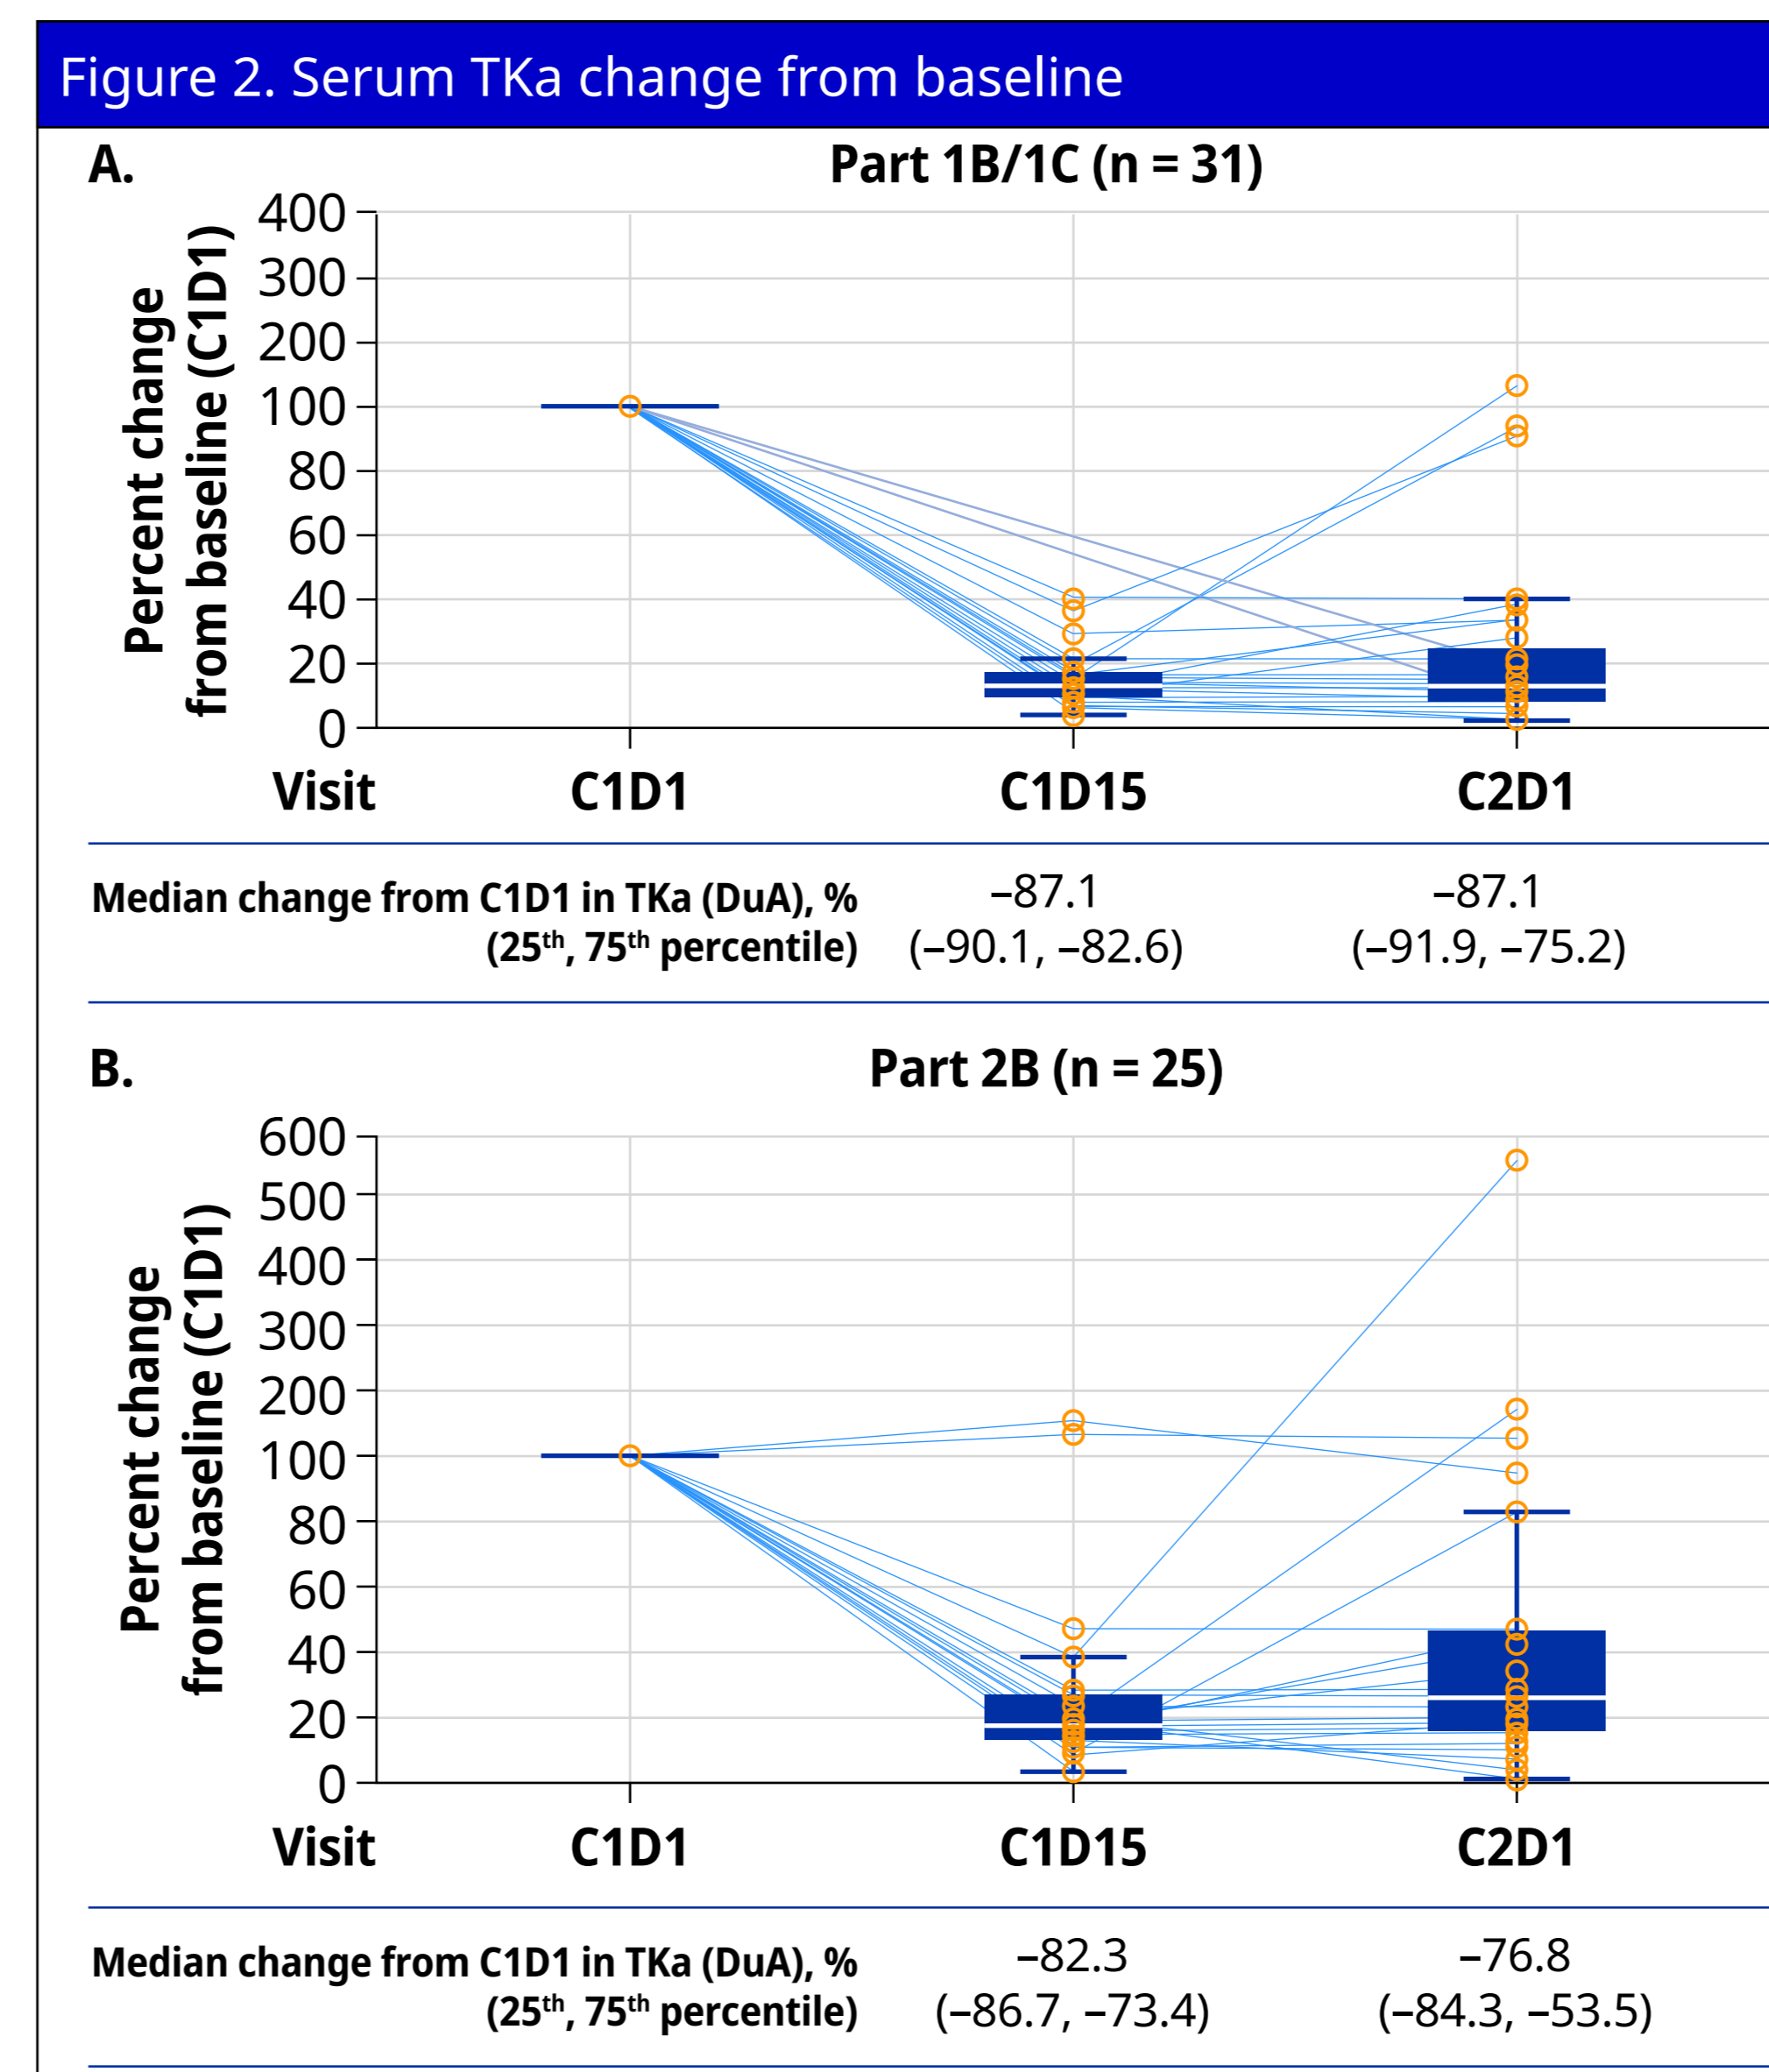 Figure 2. Serum TKa change from baseline
A.
Part 1B/1C (n = 31)
Percent change
from baseline (C1D1)
400
300
200
100
80
60
40
20
0
Visit C1D1 C1D15 C2D1
Median change from C1D1 in TKa (DuA), % –87.1 –87.1
(25th, 75th percentile) (–90.1, –82.6) (–91.9, –75.2)
B.
Part 2B (n = 25)
Percent change
from baseline (C1D1)
600
500
400
300
200
100
80
60
40
20
0
Visit C1D1 C1D15 C2D1
Median change from C1D1 in TKa (DuA), % –82.3 –76.8
(25th, 75th percentile) (–86.7, –73.4) (–84.3, –53.5)